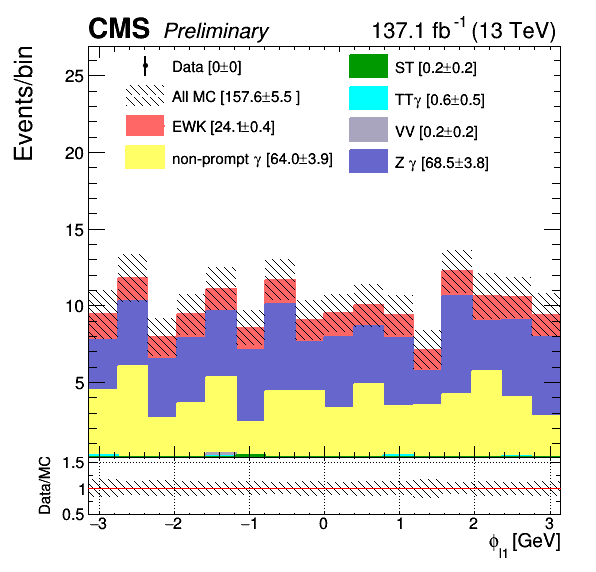 CMS Preliminary 137.1 fb⁻¹ (13 TeV)
Events/bin
Data [0±0]
All MC [157.6±5.5 ]
EWK [24.1±0.4]
non-prompt γ [64.0±3.9]
ST [0.2±0.2]
TTγ [0.6±0.5]
VV [0.2±0.2]
Z γ [68.5±3.8]
25
20
15
10
5
Data/MC
1.5
1
0.5
−3 −2 −1 0 1 2 3
ϕ_l1 [GeV]